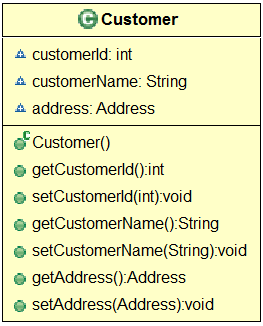 Customer
customerId: int
customerName: String
address: Address
Customer()
getCustomerId():int
setCustomerId(int):void
getCustomerName():String
setCustomerName(String):void
getAddress():Address
setAddress(Address):void